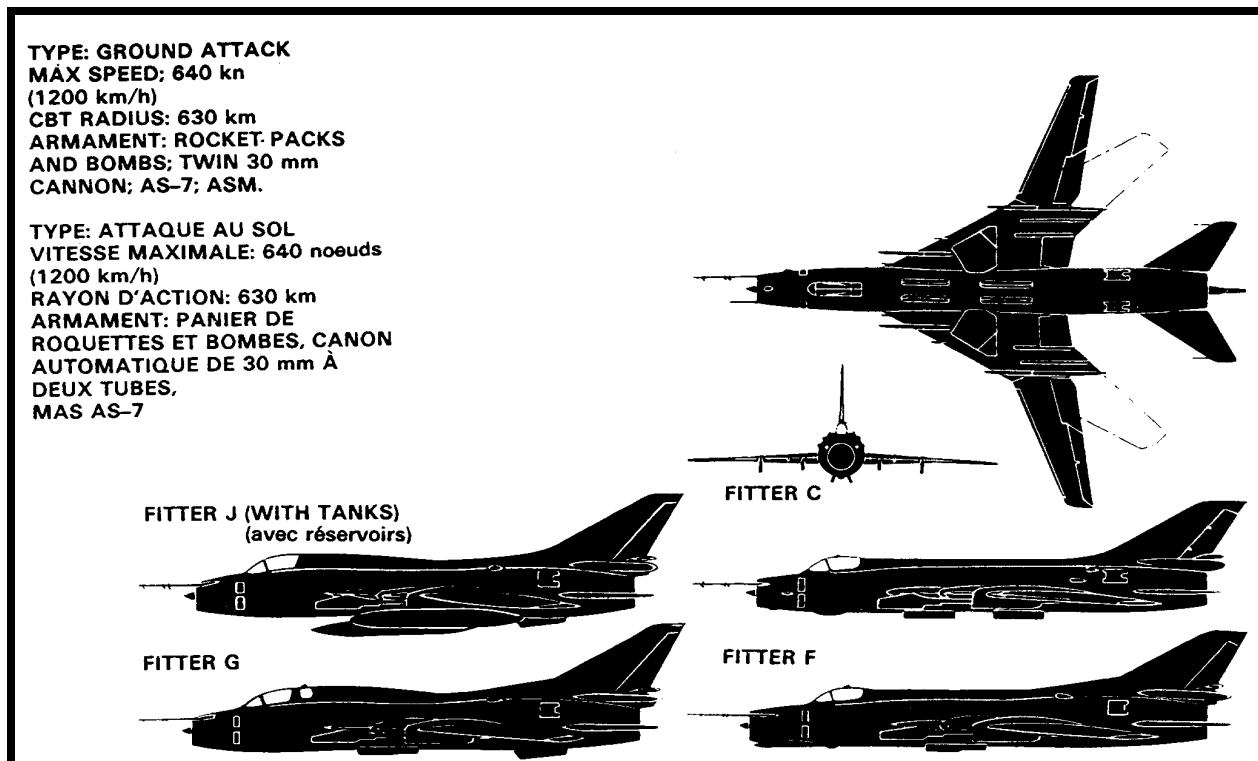 TYPE: GROUND ATTACK
MAX SPEED; 640 kn
(1200 km/h)
CBT RADIUS: 630 km
ARMAMENT: ROCKET PACKS
AND BOMBS; TWIN 30 mm
CANNON; AS–7; ASM.
TYPE: ATTAQUE AU SOL
VITESSE MAXIMALE: 640 noeuds
(1200 km/h)
RAYON D'ACTION: 630 km
ARMAMENT: PANIER DE
ROQUETTES ET BOMBES, CANON
AUTOMATIQUE DE 30 mm À
DEUX TUBES,
MAS AS–7
FITTER C
FITTER J (WITH TANKS)
(avec réservoirs)
FITTER G
FITTER F